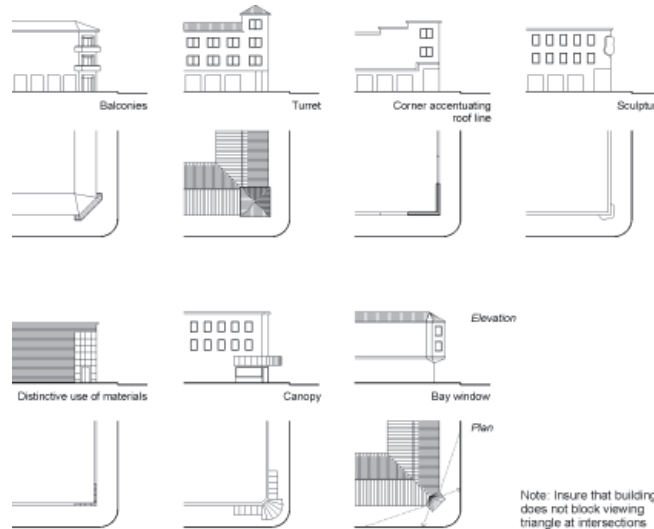 Balconies
Turret
Corner accentuating
roof line
Sculptur
Elevation
Distinctive use of materials
Canopy
Bay window
Plan
Note: Insure that building
does not block viewing
triangle at intersections